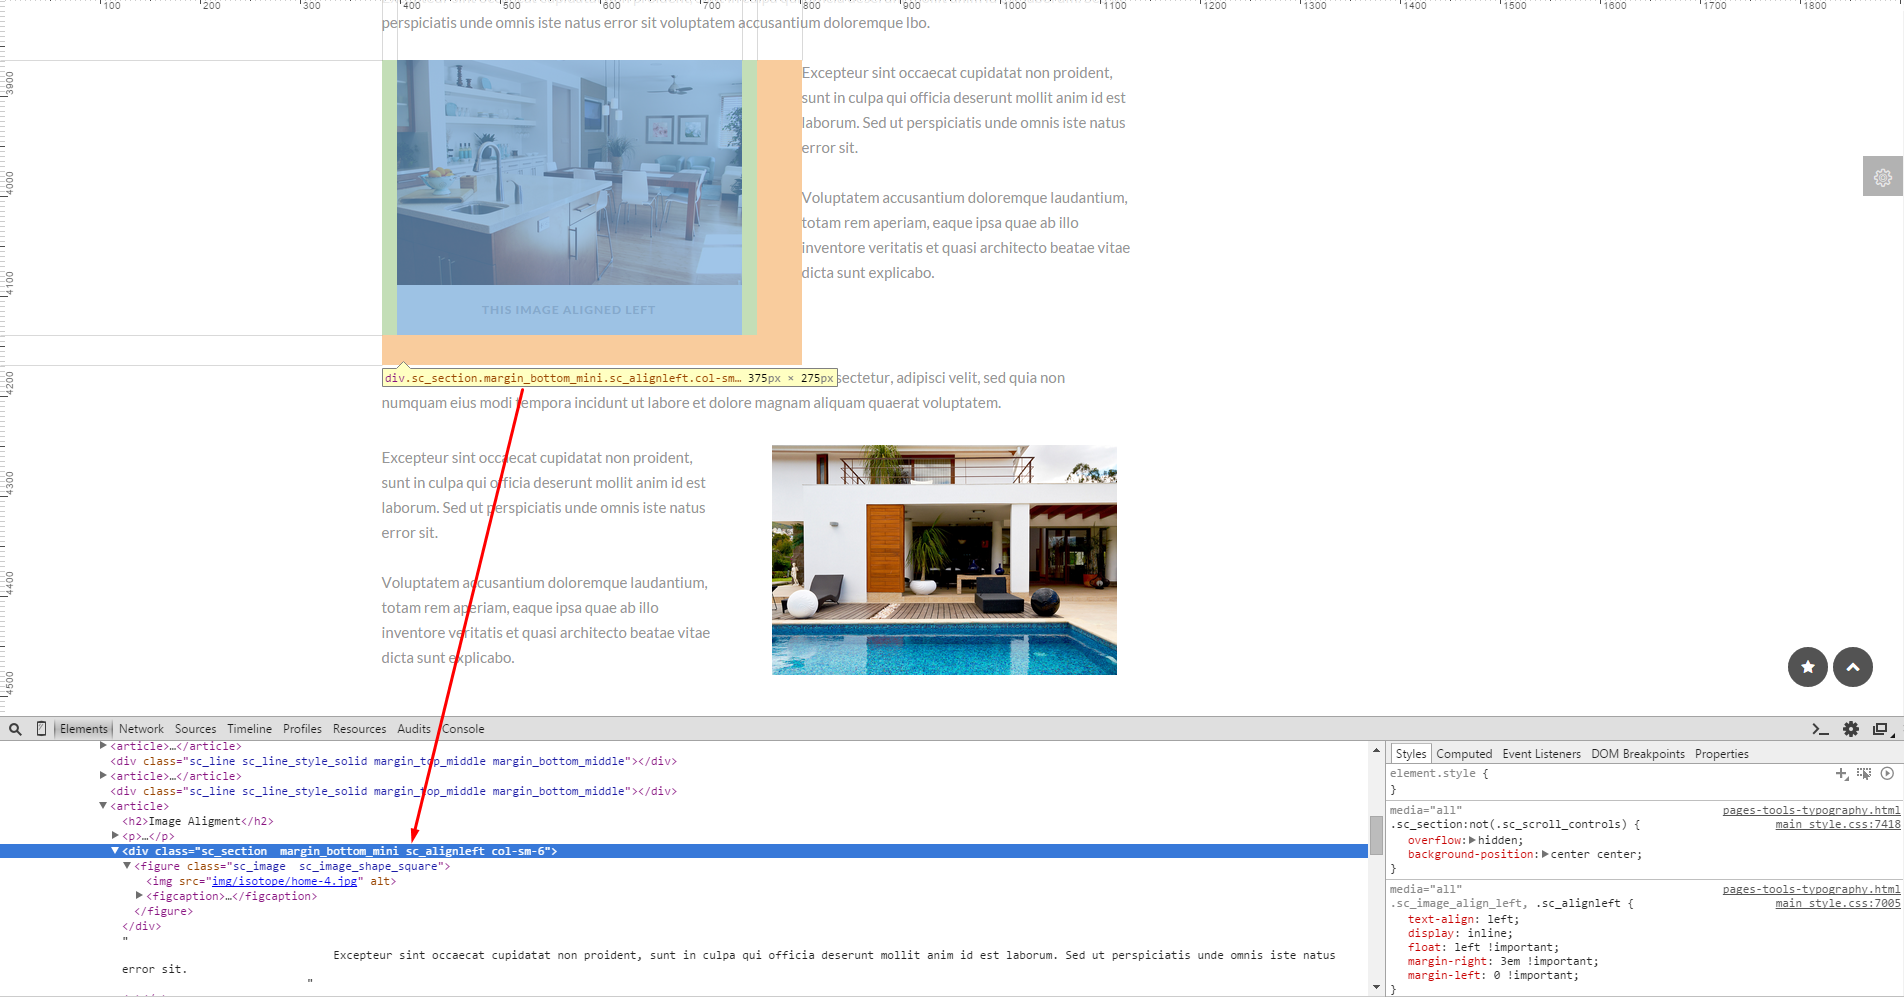 100 200 300 400 500 600 700 800 900 1000 1100 1200 1300 1400 1500 1600 1700 1800
perspiciatis unde omnis iste natus error sit voluptatem accusantium doloremque lbo.
3900
4000
4100
4200
4300
4400
4500
Excepteur sint occaecat cupidatat non proident,
sunt in culpa qui officia deserunt mollit anim id est
laborum. Sed ut perspiciatis unde omnis iste natus
error sit.
Voluptatem accusantium doloremque laudantium,
totam rem aperiam, eaque ipsa quae ab illo
inventore veritatis et quasi architecto beatae vitae
dicta sunt explicabo.
THIS IMAGE ALIGNED LEFT
div.sc_section.margin_bottom_mini.sc_alignleft.col-sm… 375px × 275px
sectetur, adipisci velit, sed quia non
numquam eius modi tempora incidunt ut labore et dolore magnam aliquam quaerat voluptatem.
Excepteur sint occaecat cupidatat non proident,
sunt in culpa qui officia deserunt mollit anim id est
laborum. Sed ut perspiciatis unde omnis iste natus
error sit.
Voluptatem accusantium doloremque laudantium,
totam rem aperiam, eaque ipsa quae ab illo
inventore veritatis et quasi architecto beatae vitae
dicta sunt explicabo.
Elements Network Sources Timeline Profiles Resources Audits Console
<article>…</article>
<div class="sc_line sc_line_style_solid margin_top_middle margin_bottom_middle"></div>
<article>…</article>
<div class="sc_line sc_line_style_solid margin_top_middle margin_bottom_middle"></div>
<article>
<h2>Image Aligment</h2>
<p>…</p>
<div class="sc_section  margin_bottom_mini sc_alignleft col-sm-6">
<figure class="sc_image  sc_image_shape_square">
<img src="img/isotope/home-4.jpg" alt>
<figcaption>…</figcaption>
</figure>
</div>
"
Excepteur sint occaecat cupidatat non proident, sunt in culpa qui officia deserunt mollit anim id est laborum. Sed ut perspiciatis unde omnis iste natus
error sit.
"
Styles Computed Event Listeners DOM Breakpoints Properties
element.style {
}
media="all" pages-tools-typography.html
.sc_section:not(.sc_scroll_controls) { main style.css:7418
overflow: hidden;
background-position: center center;
}
media="all" pages-tools-typography.html
.sc_image_align_left, .sc_alignleft { main style.css:7005
text-align: left;
display: inline;
float: left !important;
margin-right: 3em !important;
margin-left: 0 !important;
}